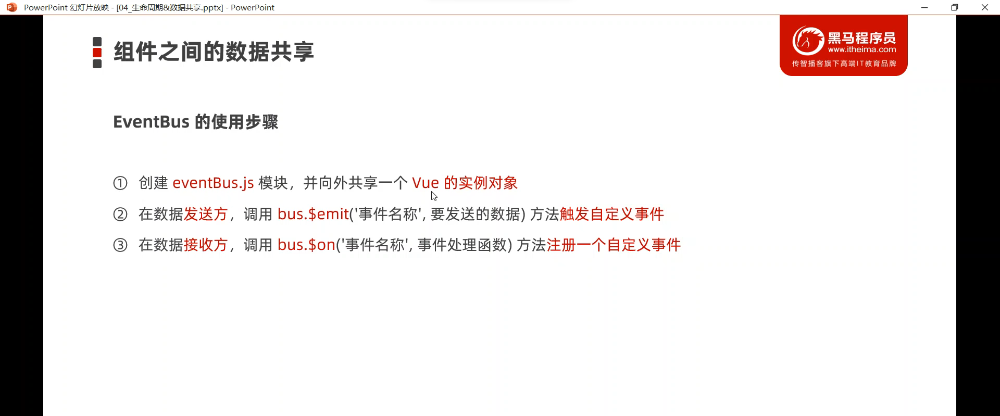 PowerPoint 幻灯片放映 - [04_生命周期&数据共享.pptx] - PowerPoint
组件之间的数据共享
黑马程序员
www.itheima.com
传智播客旗下高端IT教育品牌
EventBus 的使用步骤
① 创建 eventBus.js 模块，并向外共享一个 Vue 的实例对象
② 在数据发送方，调用 bus.$emit('事件名称', 要发送的数据) 方法触发自定义事件
③ 在数据接收方，调用 bus.$on('事件名称', 事件处理函数) 方法注册一个自定义事件